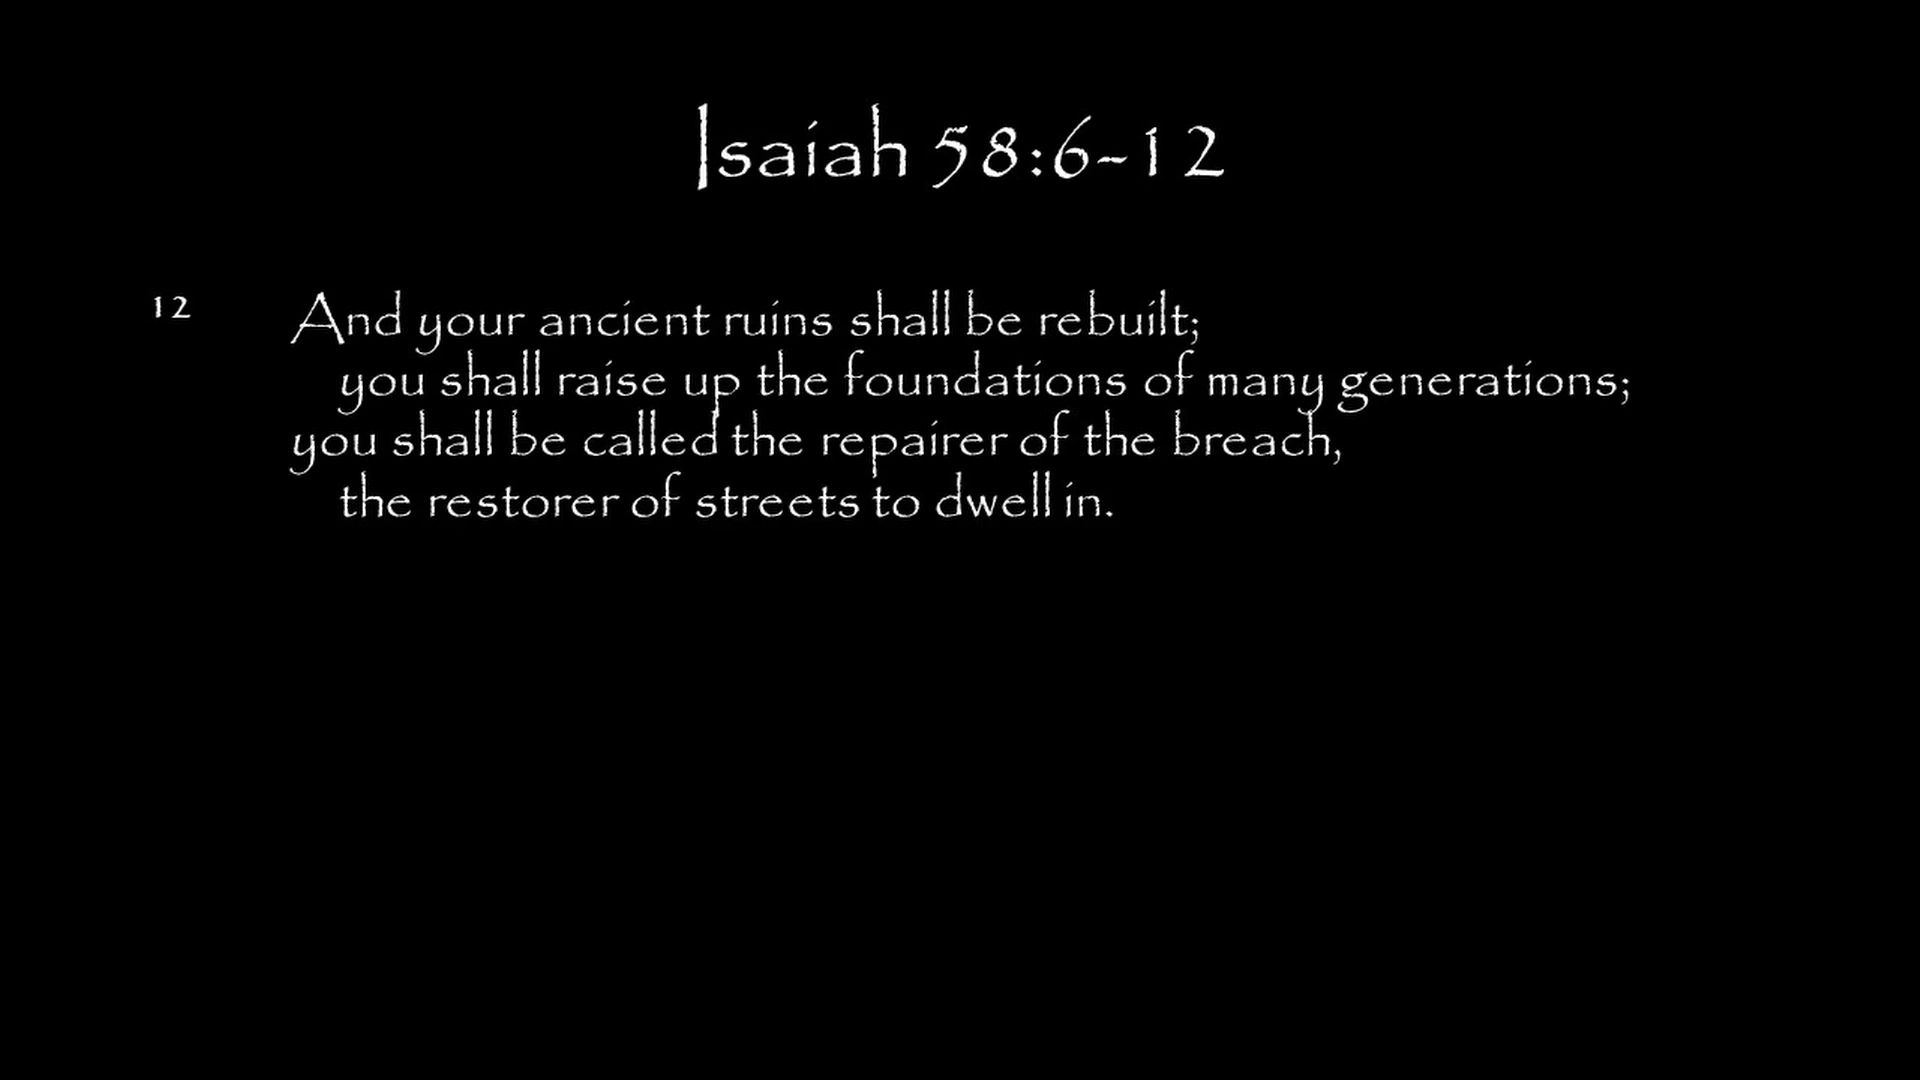 Isaiah 58:6-12
12 And your ancient ruins shall be rebuilt;
you shall raise up the foundations of many generations;
you shall be called the repairer of the breach,
the restorer of streets to dwell in.